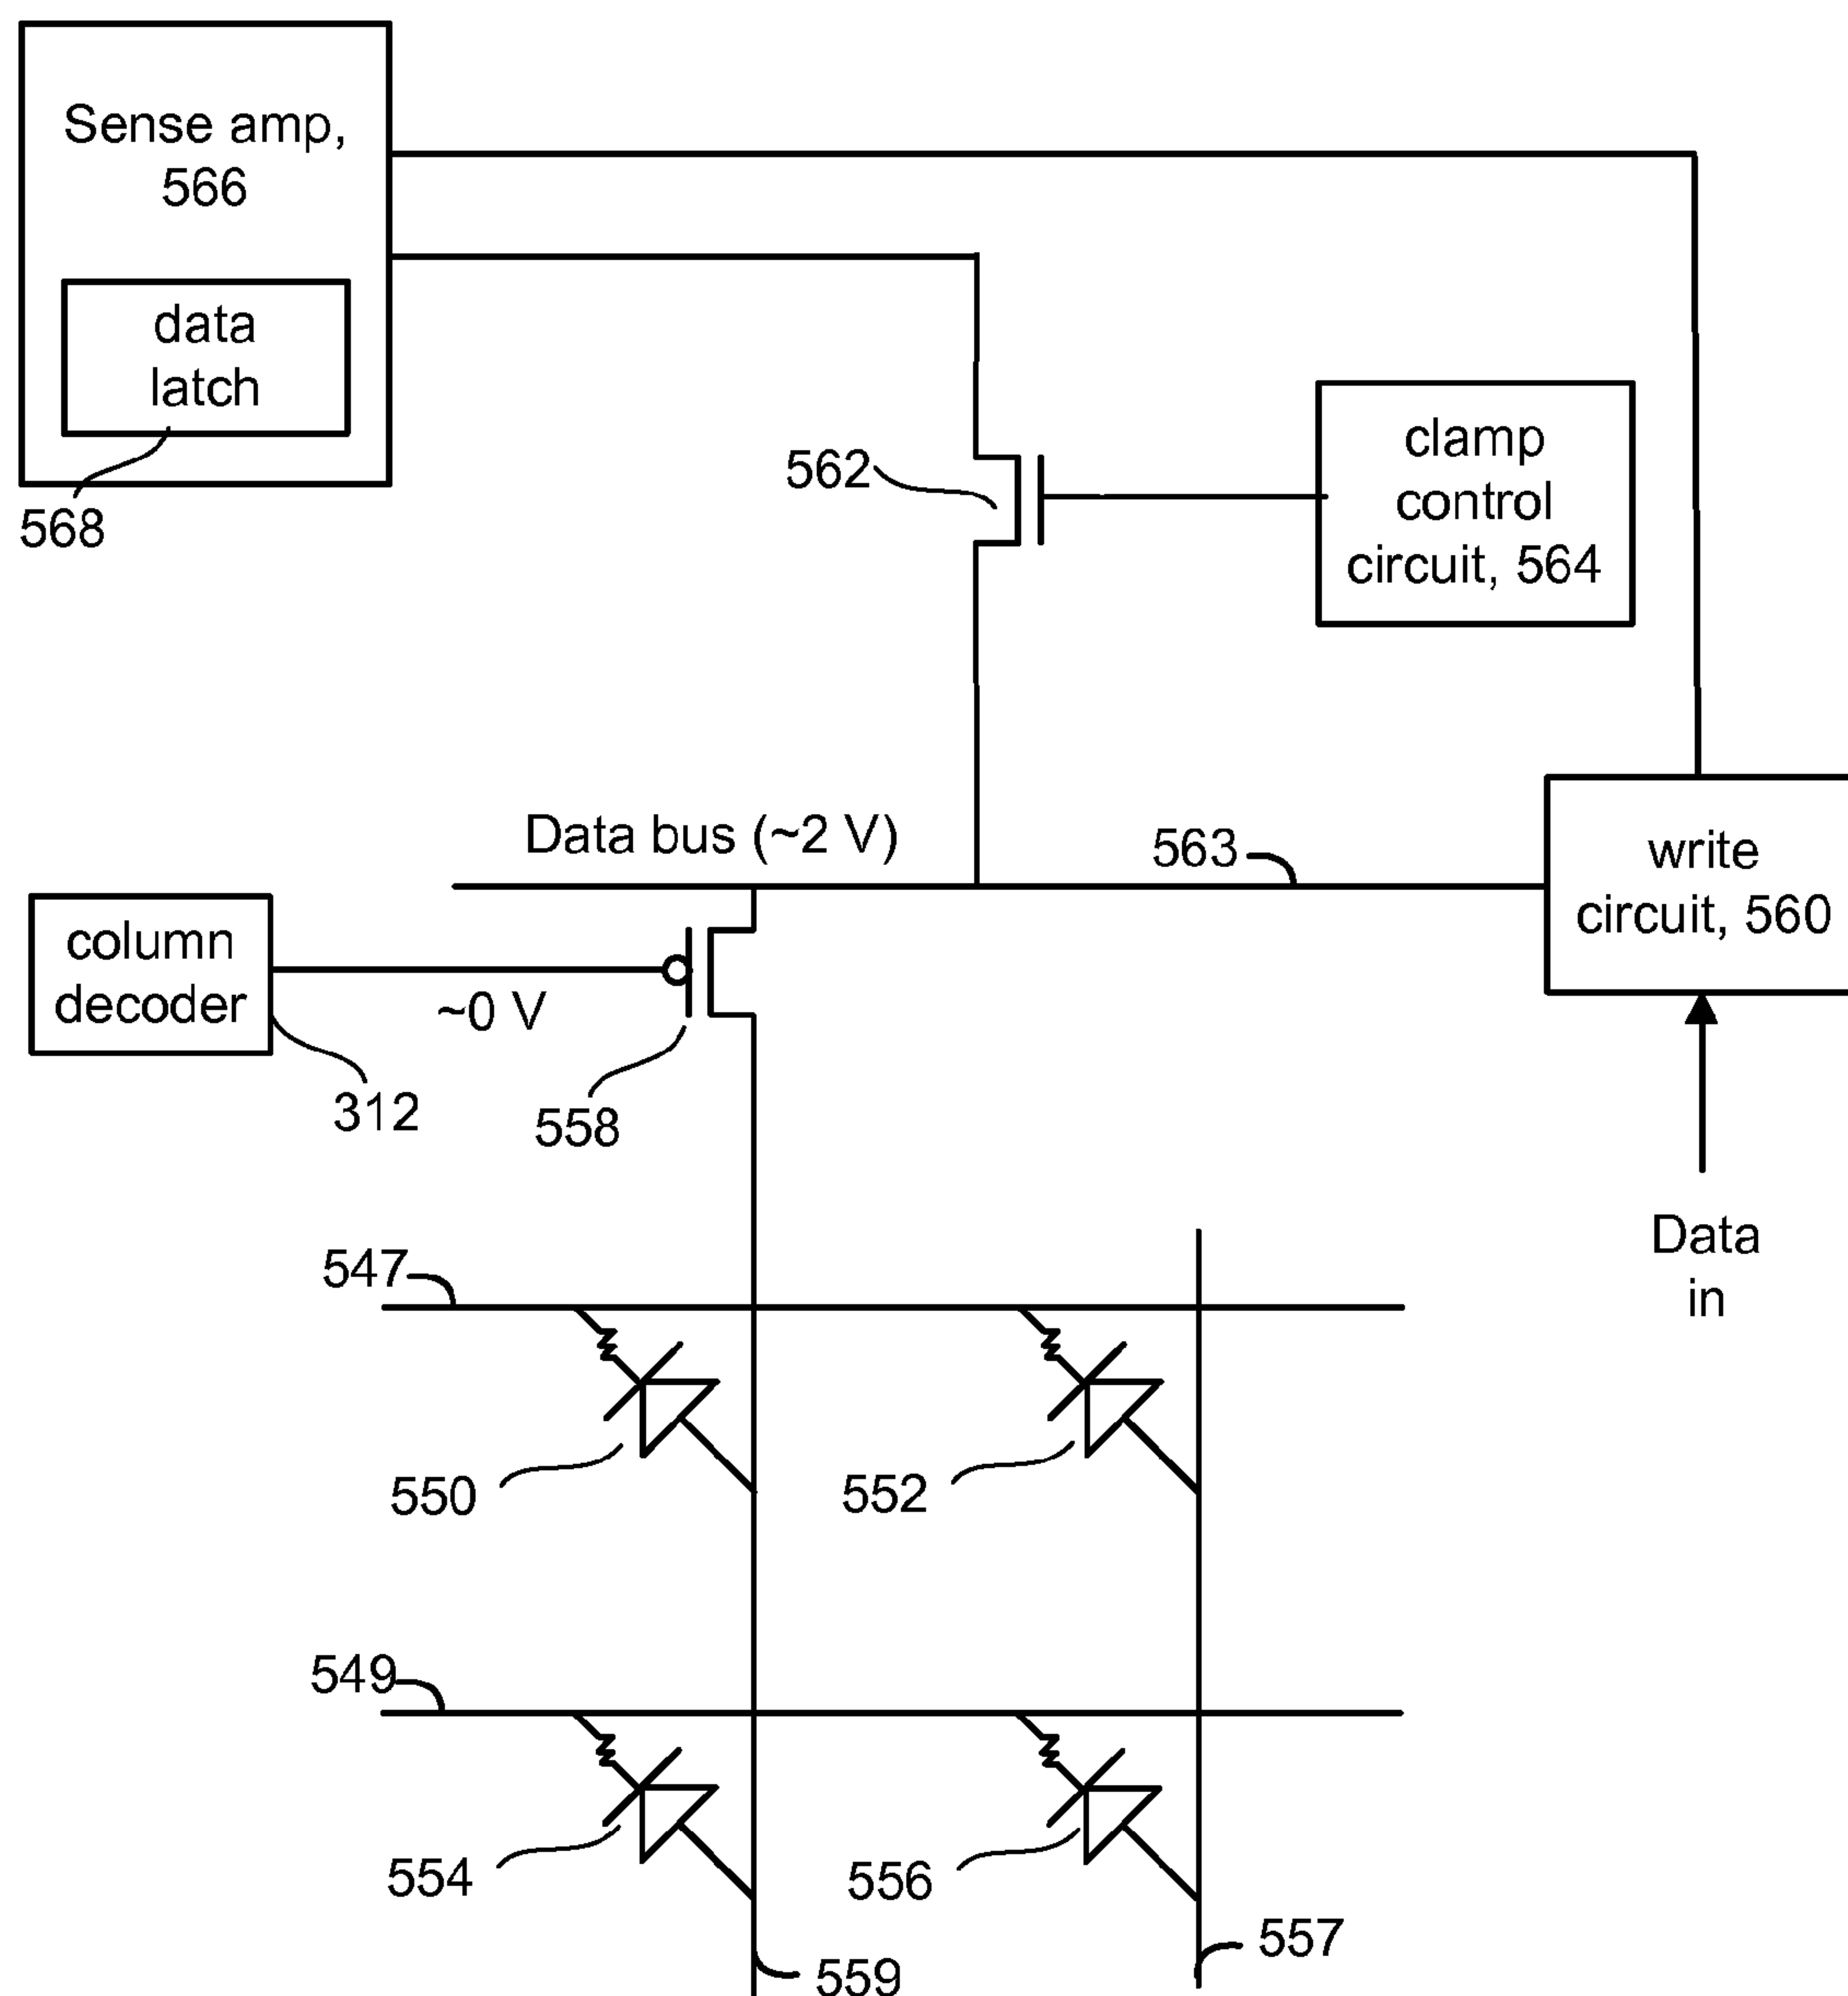 Sense amp,
566
data
latch
568
562
clamp
control
circuit, 564
Data bus (~2 V)
563
write
circuit, 560
column
decoder
~0 V
312
558
Data
in
547
550
552
549
554
556
557
559